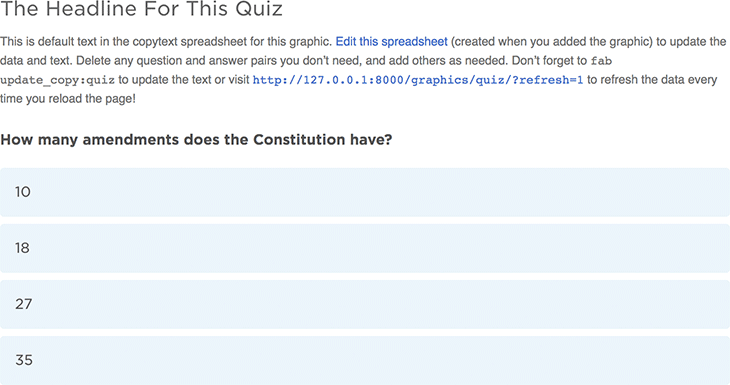 The Headline For This Quiz
This is default text in the copytext spreadsheet for this graphic. Edit this spreadsheet (created when you added the graphic) to update the
data and text. Delete any question and answer pairs you don’t need, and add others as needed. Don’t forget to fab
update_copy:quiz to update the text or visit http://127.0.0.1:8000/graphics/quiz/?refresh=1 to refresh the data every
time you reload the page!
How many amendments does the Constitution have?
10
18
27
35